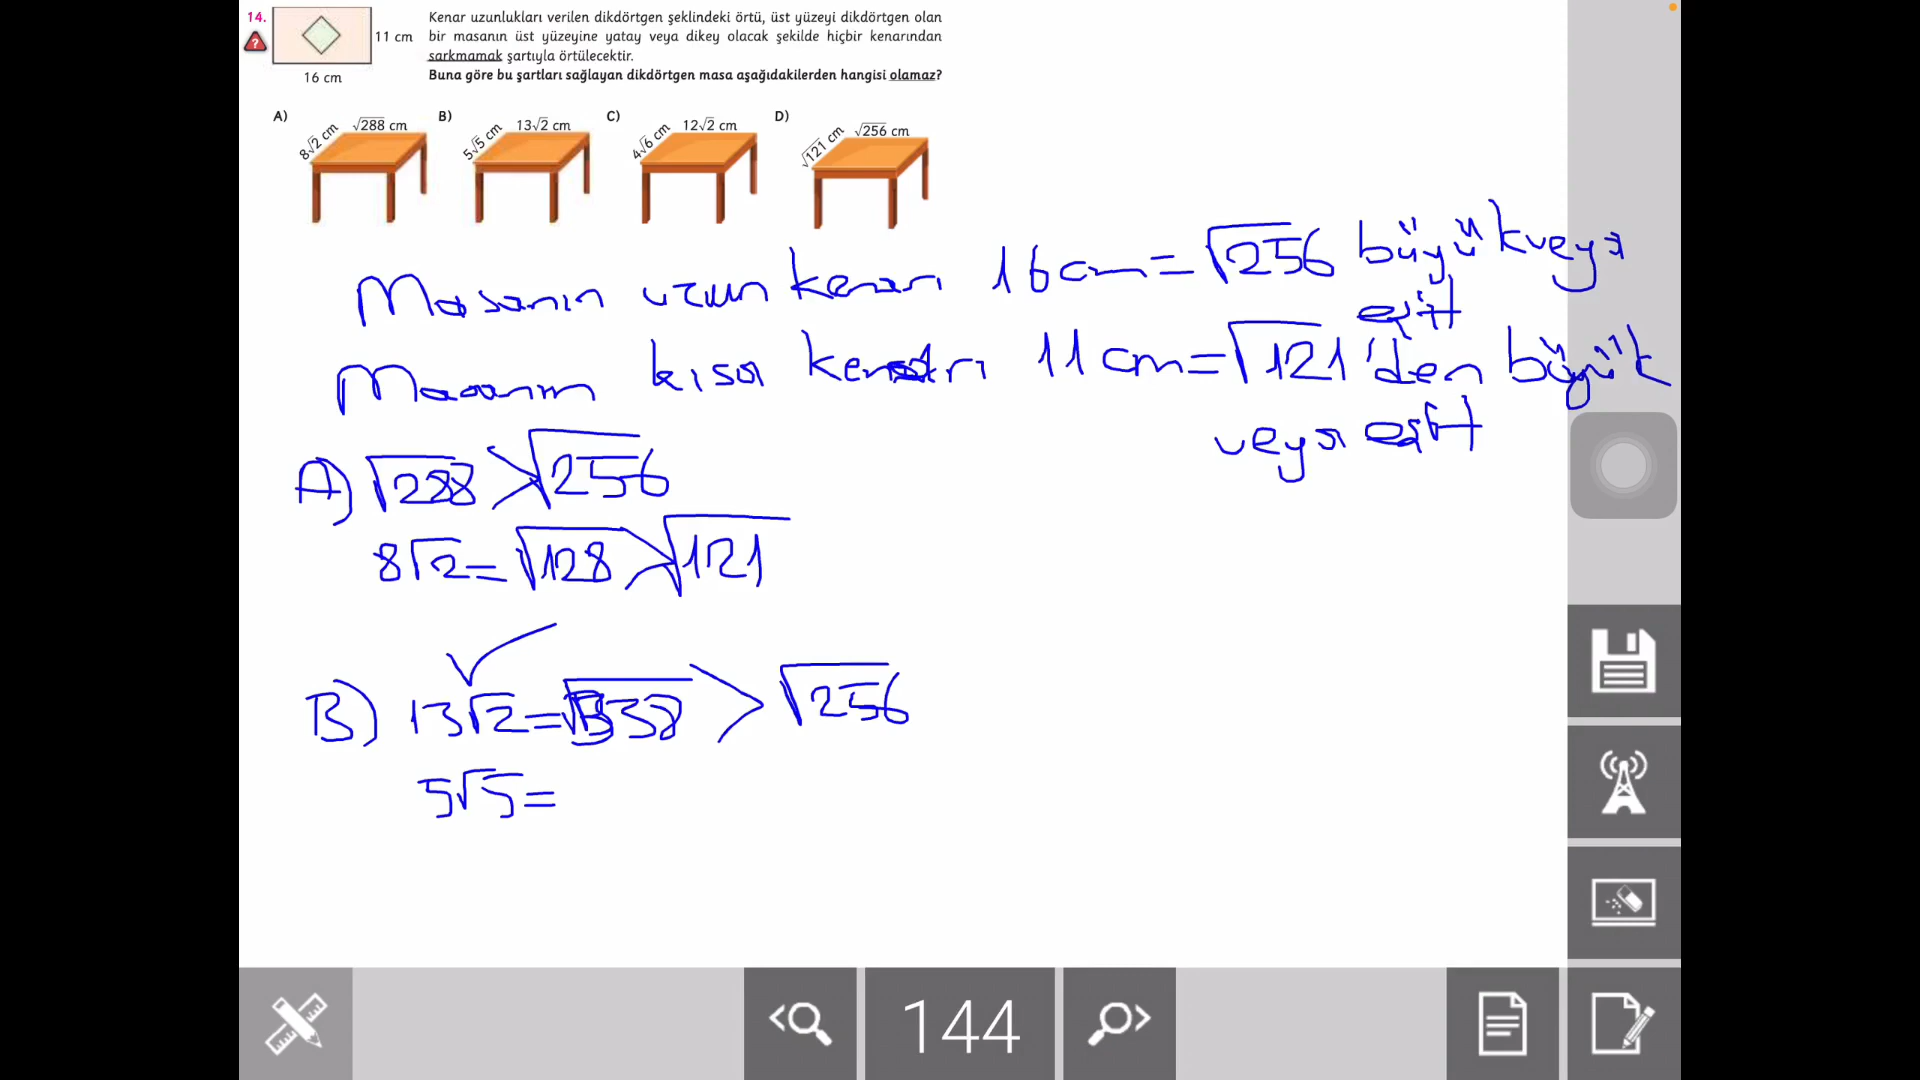 14.
?
11 cm
16 cm
Kenar uzunlukları verilen dikdörtgen şeklindeki örtü, üst yüzeyi dikdörtgen olan
bir masanın üst yüzeyine yatay veya dikey olacak şekilde hiçbir kenarından
sarkmamak şartıyla örtülecektir.
Buna göre bu şartları sağlayan dikdörtgen masa aşağıdakilerden hangisi olamaz?
A) 8√2 cm √288 cm
B) 5√5 cm 13√2 cm
C) 4√6 cm 12√2 cm
D) √121 cm √256 cm
Masanın uzun kenarı 16 cm = √256 büyük veya
eşit
Masanın kısa kenarı 11 cm = √121'den büyük
veya eşit
A) √288 > √256
8√2 = √128 > √121
✓
B) 13√2 = √338 > √256
5√5 =
144